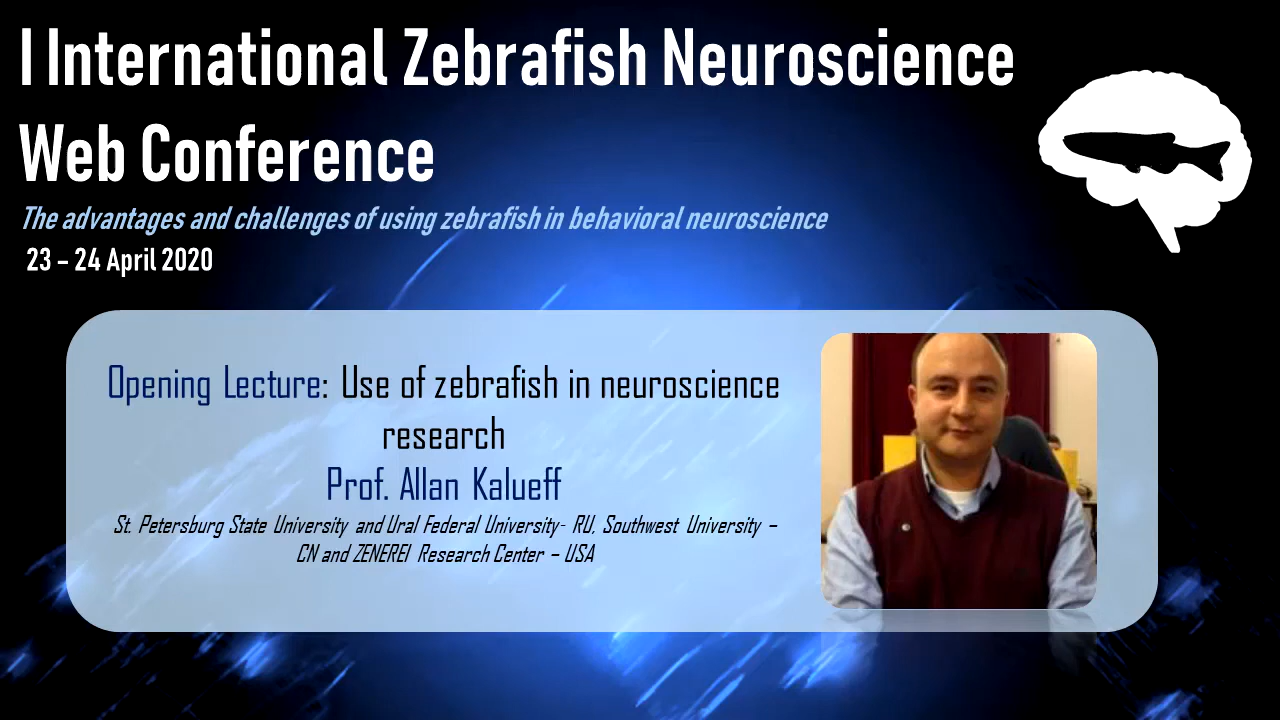 I International Zebrafish Neuroscience
Web Conference
The advantages and challenges of using zebrafish in behavioral neuroscience
23 – 24 April 2020
Opening Lecture: Use of zebrafish in neuroscience
research
Prof. Allan Kalueff
St. Petersburg State University and Ural Federal University- RU, Southwest University –
CN and ZENEREI Research Center – USA